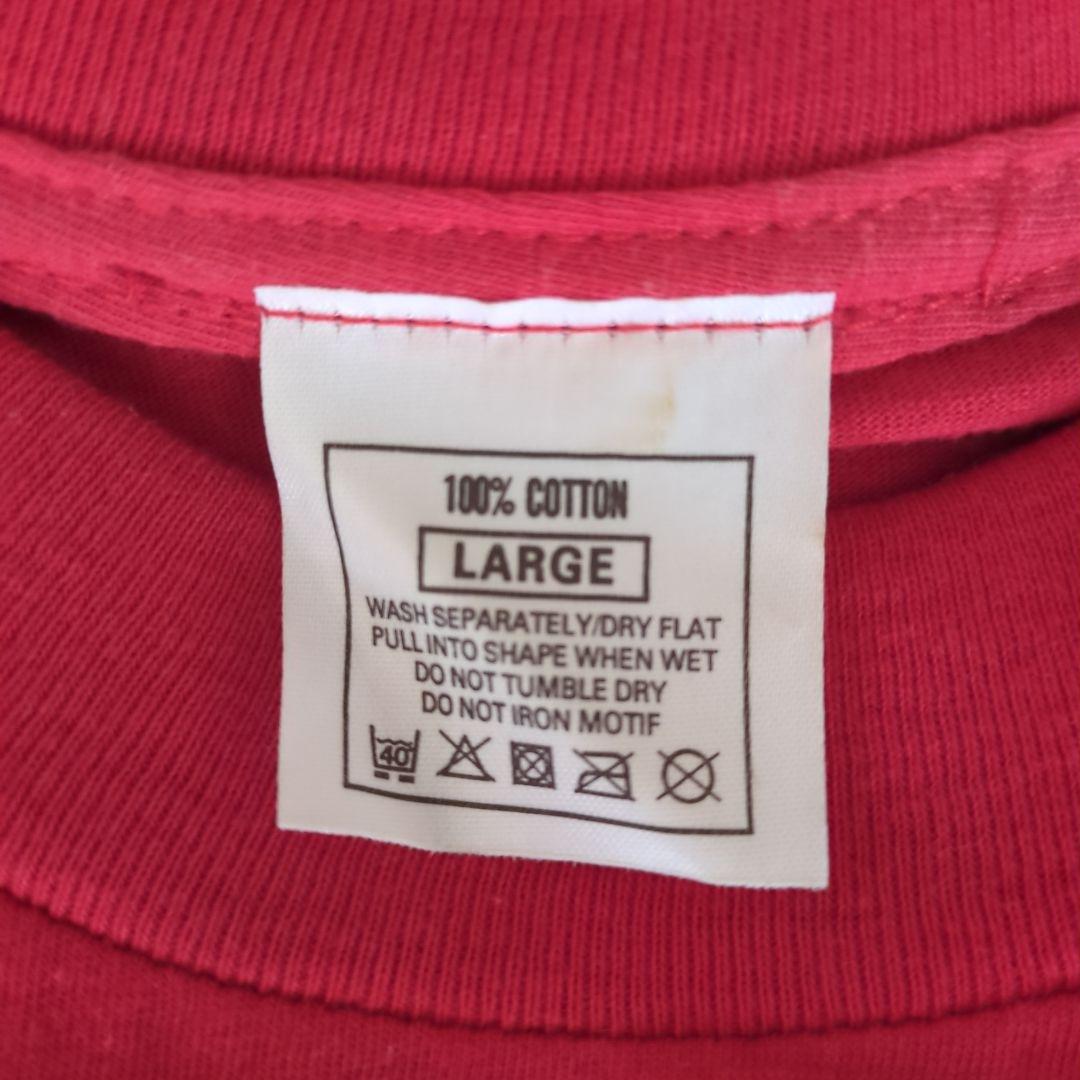 100% COTTON
LARGE
WASH SEPARATELY/DRY FLAT
PULL INTO SHAPE WHEN WET
DO NOT TUMBLE DRY
DO NOT IRON MOTIF
40